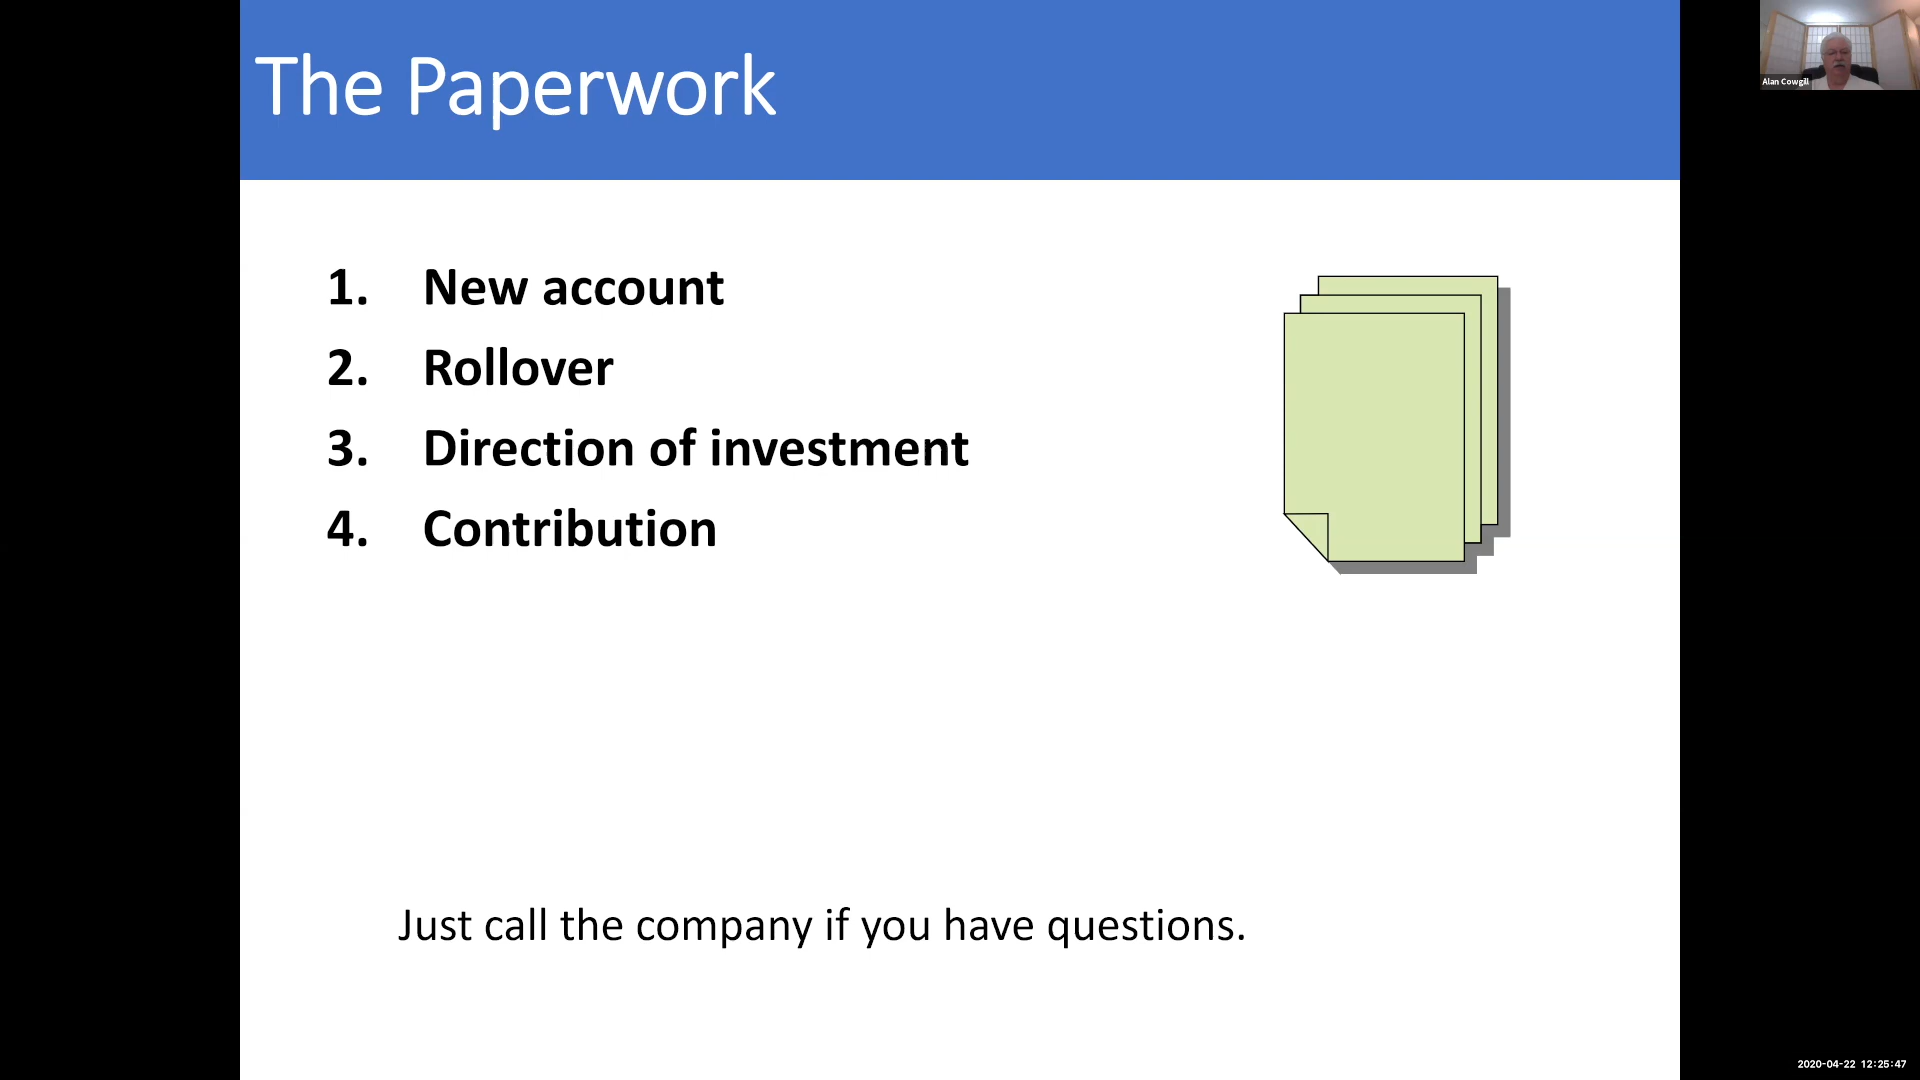 The Paperwork
Alan Cowgill
1. New account
2. Rollover
3. Direction of investment
4. Contribution
Just call the company if you have questions.
2020-04-22 12:25:47